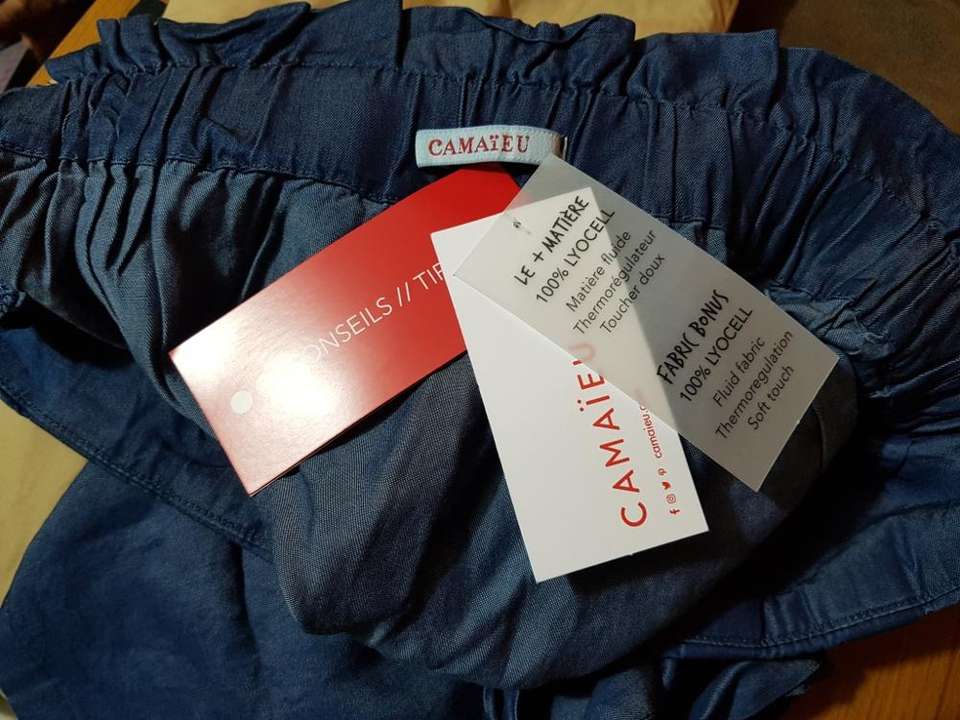 CAMAÏEU
CONSEILS // TIP
LE + MATIÈRE
100% LYOCELL
Matière fluide
Thermorégulateur
Toucher doux
FABRIC BONUS
100% LYOCELL
Fluid fabric
Thermoregulation
Soft touch
CAMAÏEU
camaieu.